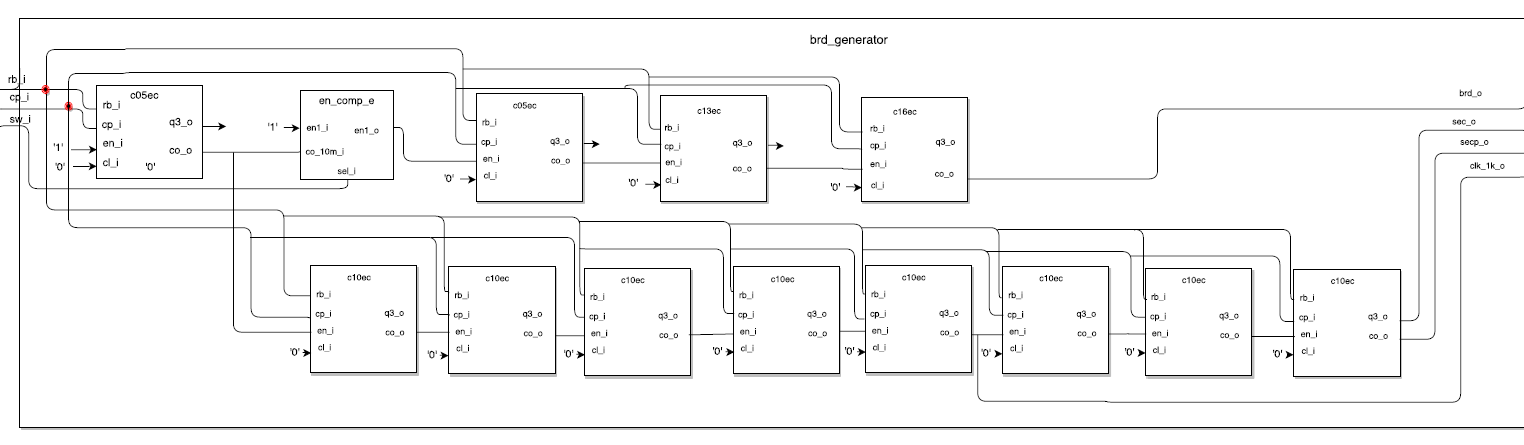 brd_generator
rb_i
cp_i
sw_i
c05ec
rb_i
cp_i
en_i
cl_i
q3_o
co_o
'1'
'0'
'0'
en_comp_e
'1'
en1_i
en1_o
co_10m_i
sel_i
c05ec
rb_i
cp_i
en_i
cl_i
q3_o
co_o
'0'
c13ec
rb_i
cp_i
en_i
cl_i
q3_o
co_o
'0'
c16ec
rb_i
cp_i
en_i
cl_i
q3_o
co_o
'0'
brd_o
sec_o
secp_o
clk_1k_o
c10ec
rb_i
cp_i
en_i
cl_i
q3_o
co_o
'0'
c10ec
rb_i
cp_i
en_i
cl_i
q3_o
co_o
'0'
c10ec
rb_i
cp_i
en_i
cl_i
q3_o
co_o
'0'
c10ec
rb_i
cp_i
en_i
cl_i
q3_o
co_o
'0'
c10ec
rb_i
cp_i
en_i
cl_i
q3_o
co_o
'0'
c10ec
rb_i
cp_i
en_i
cl_i
q3_o
co_o
'0'
c10ec
rb_i
cp_i
en_i
cl_i
q3_o
co_o
'0'
c10ec
rb_i
cp_i
en_i
cl_i
q3_o
co_o
'0'